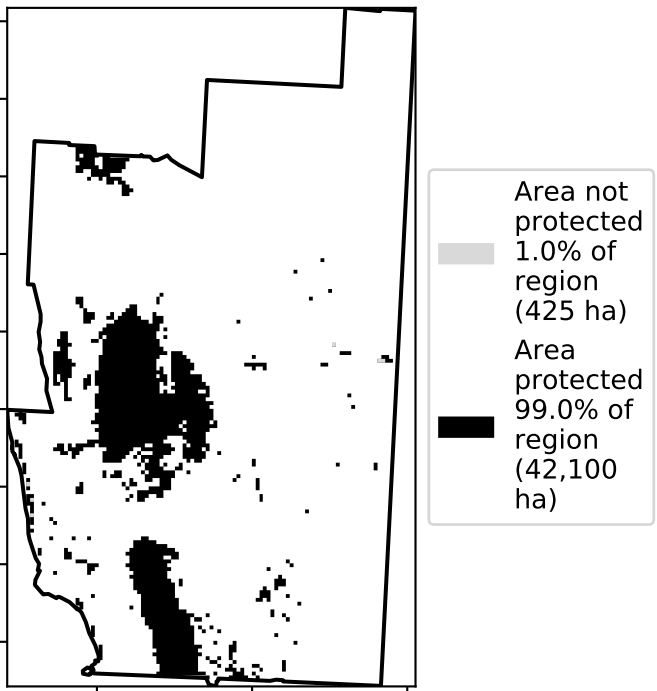 Area not
protected
1.0% of
region
(425 ha)
Area
protected
99.0% of
region
(42,100
ha)